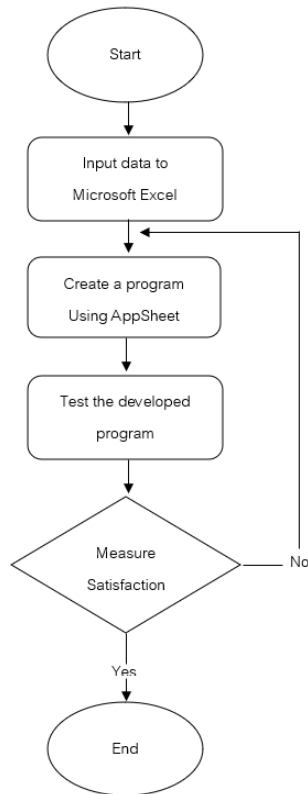 Start
Input data to
Microsoft Excel
Create a program
Using AppSheet
Test the developed
program
Measure
Satisfaction
No
Yes
End